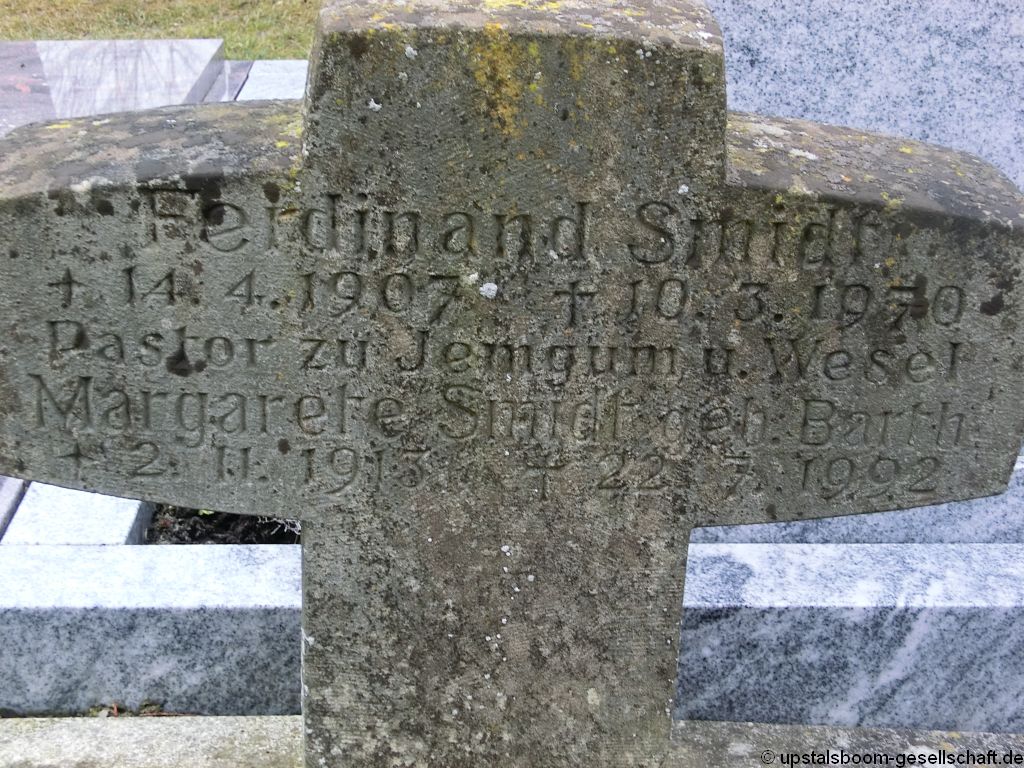 Ferdinand Smidt
+ 14. 4. 1907 + 10. 3. 1970
Pastor zu Jemgum u. Wesel
Margarete Smidt geb. Barth
+ 2. 11. 1913 + 22. 7. 1992
© upstalsboom-gesellschaft.de